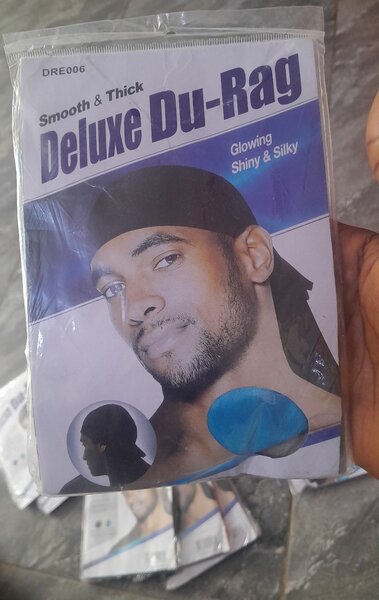 DRE006
Smooth & Thick
Deluxe Du-Rag
Glowing
Shiny & Silky